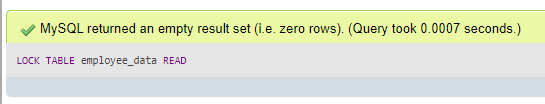 MySQL returned an empty result set (i.e. zero rows). (Query took 0.0007 seconds.)
LOCK TABLE employee_data READ